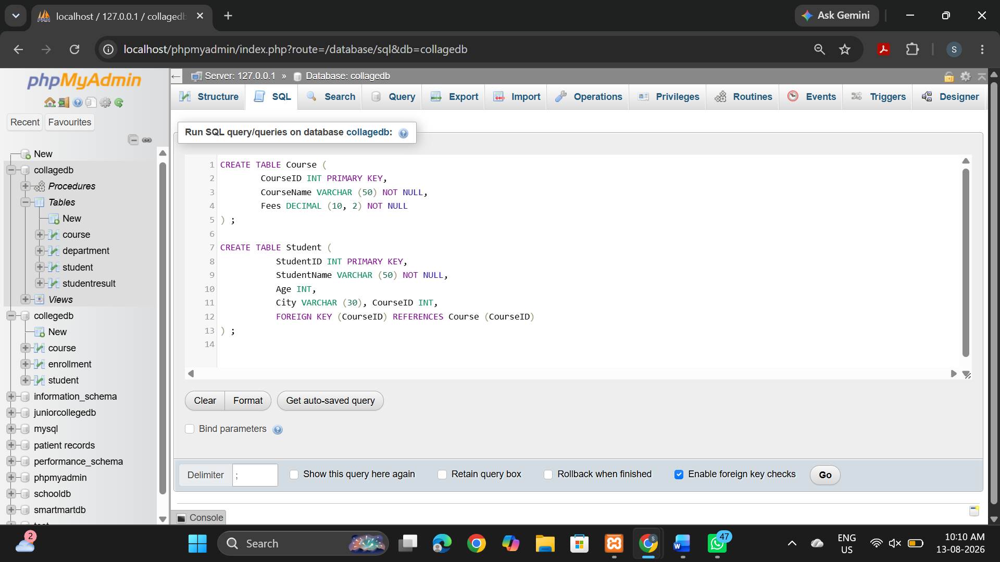 localhost / 127.0.0.1 / collagedb
Ask Gemini
localhost/phpmyadmin/index.php?route=/database/sql&db=collagedb
S
phpMyAdmin
Recent
Favourites
New
collagedb
Procedures
Tables
New
course
department
student
studentresult
Views
collegedb
New
course
enrollment
student
information_schema
juniorcollegedb
mysql
patient records
performance_schema
phpmyadmin
schooldb
smartmartdb
Server: 127.0.0.1 » Database: collagedb
Structure SQL Search Query Export Import Operations Privileges Routines Events Triggers Designer
Run SQL query/queries on database collagedb:
1 CREATE TABLE Course (
2 CourseID INT PRIMARY KEY,
3 CourseName VARCHAR (50) NOT NULL,
4 Fees DECIMAL (10, 2) NOT NULL
5 ) ;
6
7 CREATE TABLE Student (
8 StudentID INT PRIMARY KEY,
9 StudentName VARCHAR (50) NOT NULL,
10 Age INT,
11 City VARCHAR (30), CourseID INT,
12 FOREIGN KEY (CourseID) REFERENCES Course (CourseID)
13 ) ;
14
Clear Format Get auto-saved query
Bind parameters
Delimiter ; Show this query here again Retain query box Rollback when finished Enable foreign key checks Go
Console
2
Search
47
ENG
US
10:10 AM
13-08-2026